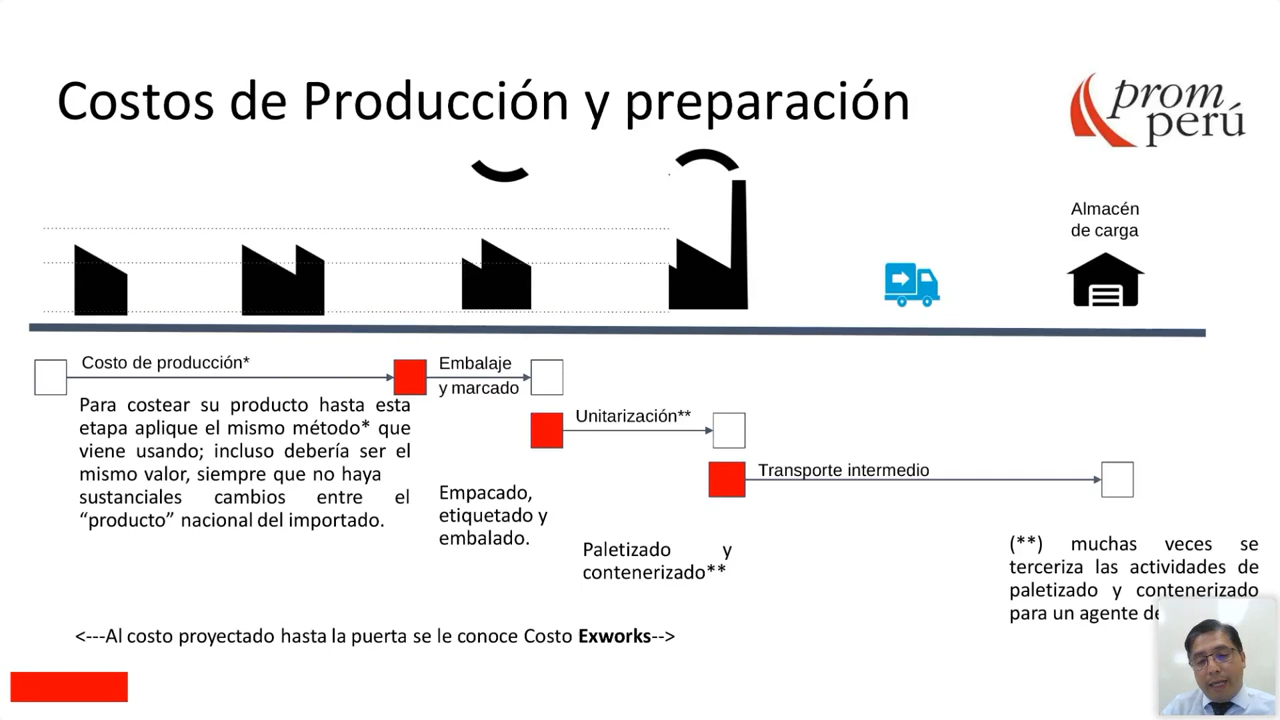 Costos de Producción y preparación
prom
perú
Almacén
de carga
Costo de producción*
Embalaje
y marcado
Para costear su producto hasta esta
etapa aplique el mismo método* que
viene usando; incluso debería ser el
mismo valor, siempre que no haya
sustanciales cambios entre el
“producto” nacional del importado.
Unitarización**
Transporte intermedio
Empacado,
etiquetado y
embalado.
Paletizado y
contenerizado**
(**) muchas veces se
terceriza las actividades de
paletizado y contenerizado
para un agente
<---Al costo proyectado hasta la puerta se le conoce Costo Exworks-->